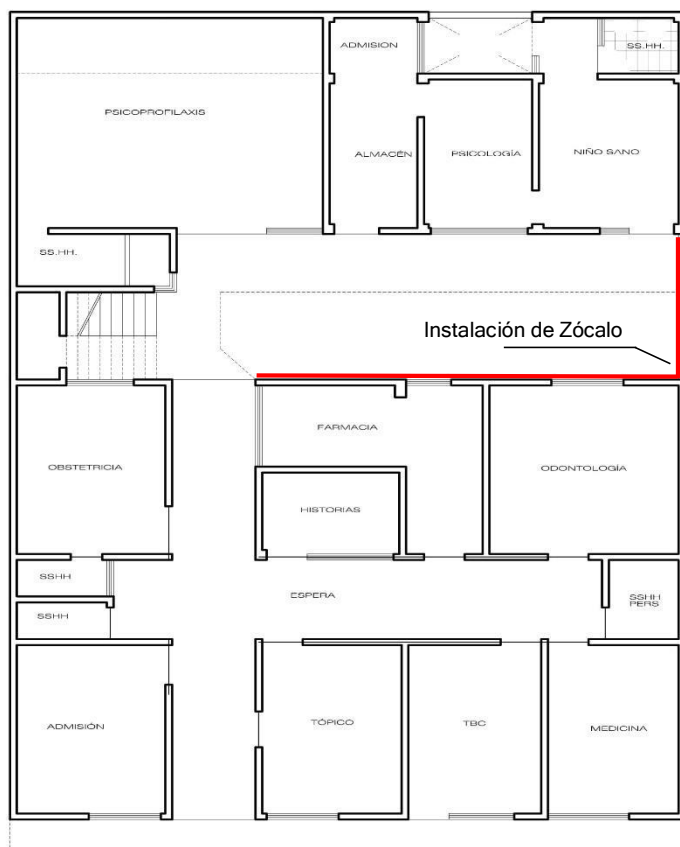 ADMISION
SS.HH.
PSICOPROFILAXIS
ALMACÉN
PSICOLOGÍA
NIÑO SANO
SS.HH.
Instalación de Zócalo
FARMACIA
OBSTETRICIA
ODONTOLOGÍA
HISTORIAS
SSHH
ESPERA
SSHH
PERS
SSHH
ADMISIÓN
TÓPICO
TBC
MEDICINA